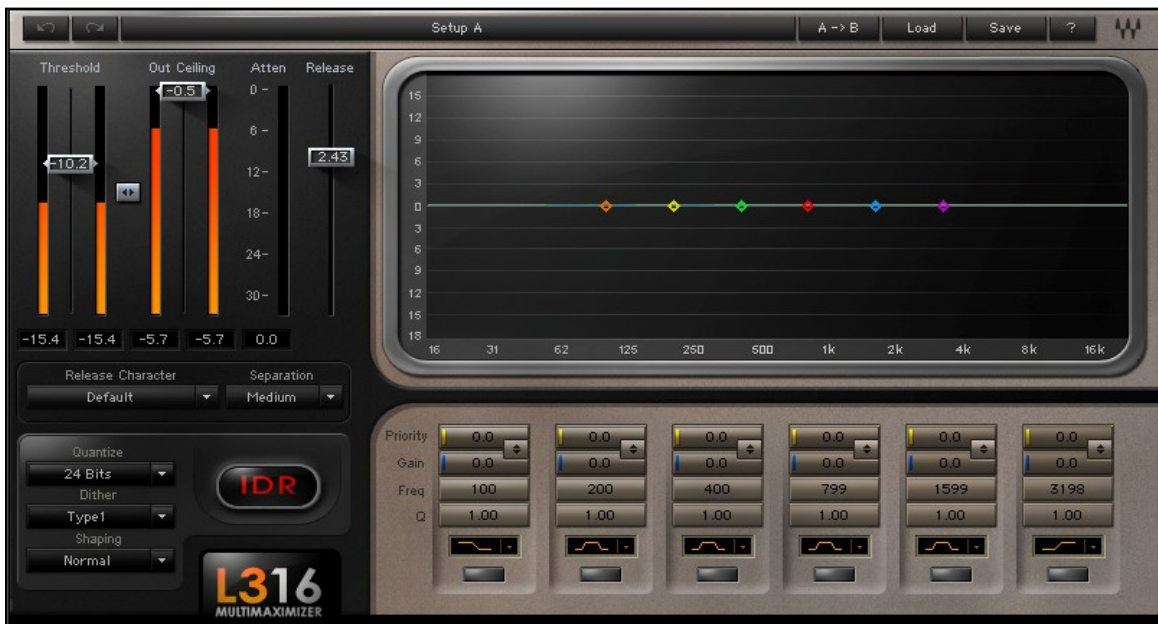 Setup A A->B Load Save ?
Threshold Out Ceiling Atten Release
-10.2 -0.5 2.43
0
6
12
18
24
30
-15.4 -15.4 -5.7 -5.7 0.0
15
12
9
6
3
0
3
6
9
12
15
18
16 31 62 125 250 500 1k 2k 4k 8k 16k
Release Character Separation
Default Medium
Quantize
24 Bits
Dither
Type1
Shaping
Normal
IDR
L316
MULTIMAXIMIZER
Priority 0.0 0.0 0.0 0.0 0.0 0.0
Gain 0.0 0.0 0.0 0.0 0.0 0.0
Freq 100 200 400 799 1599 3198
Q 1.00 1.00 1.00 1.00 1.00 1.00